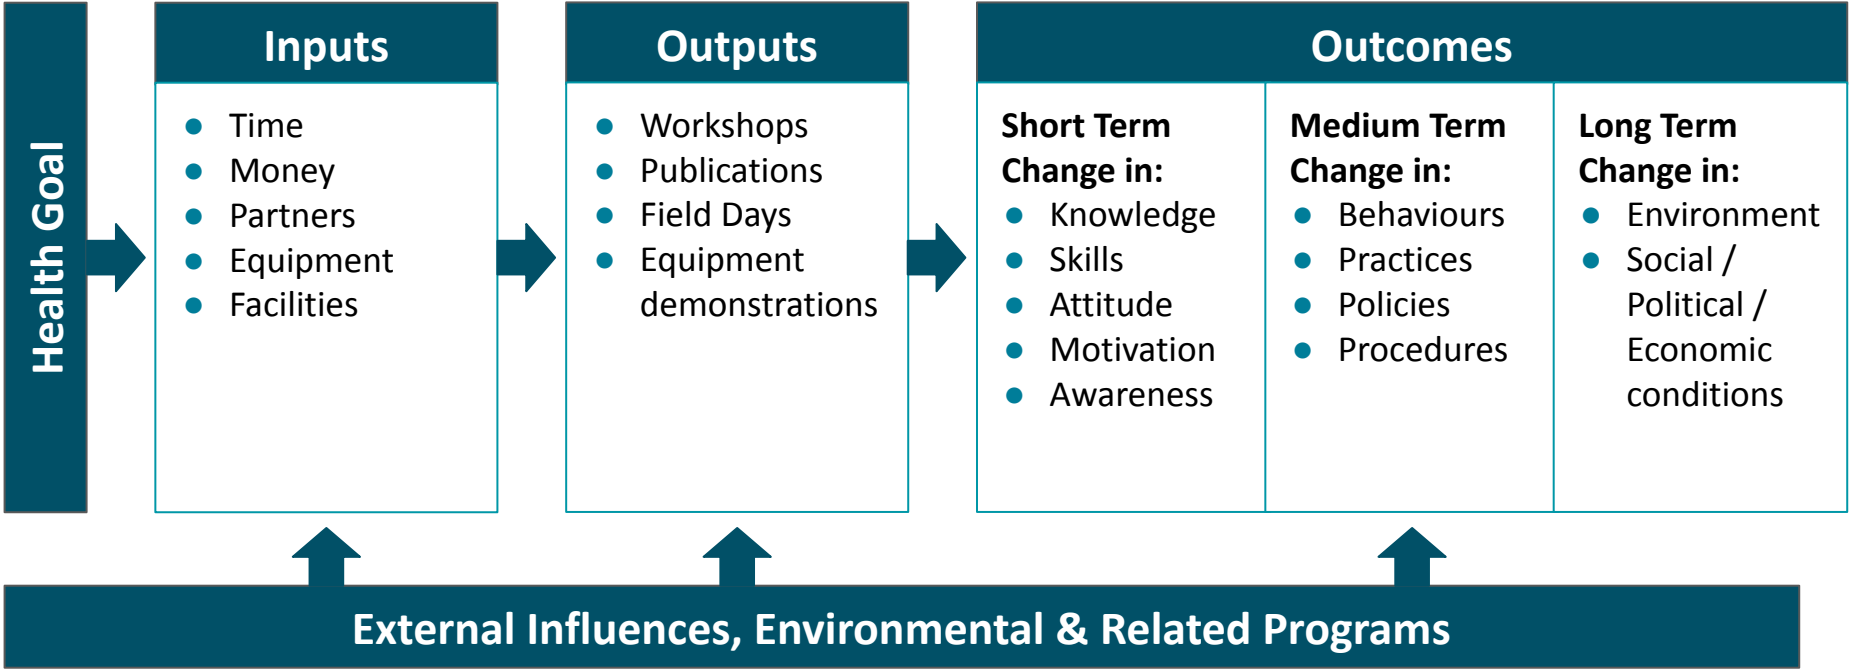 Health Goal
Inputs
Time
Money
Partners
Equipment
Facilities
Outputs
Workshops
Publications
Field Days
Equipment
demonstrations
Outcomes
Short Term
Change in:
Knowledge
Skills
Attitude
Motivation
Awareness
Medium Term
Change in:
Behaviours
Practices
Policies
Procedures
Long Term
Change in:
Environment
Social /
Political /
Economic
conditions
External Influences, Environmental & Related Programs